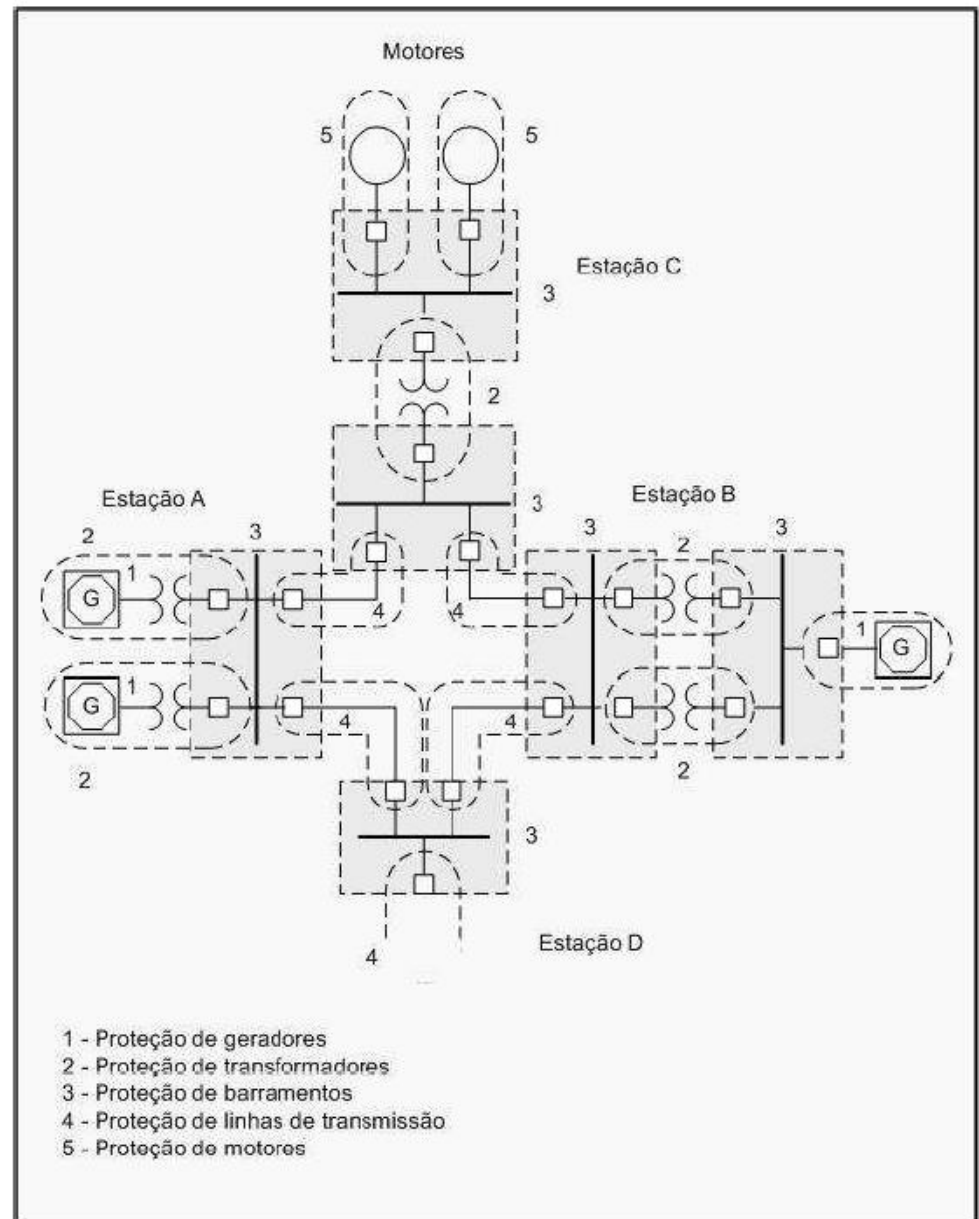 Motores
5
5
Estação C
3
2
Estação A
Estação B
3
2
3
3
2
3
1
G
4
4
1
G
1
G
4
4
2
2
3
4
Estação D
1 - Proteção de geradores
2 - Proteção de transformadores
3 - Proteção de barramentos
4 - Proteção de linhas de transmissão
5 - Proteção de motores